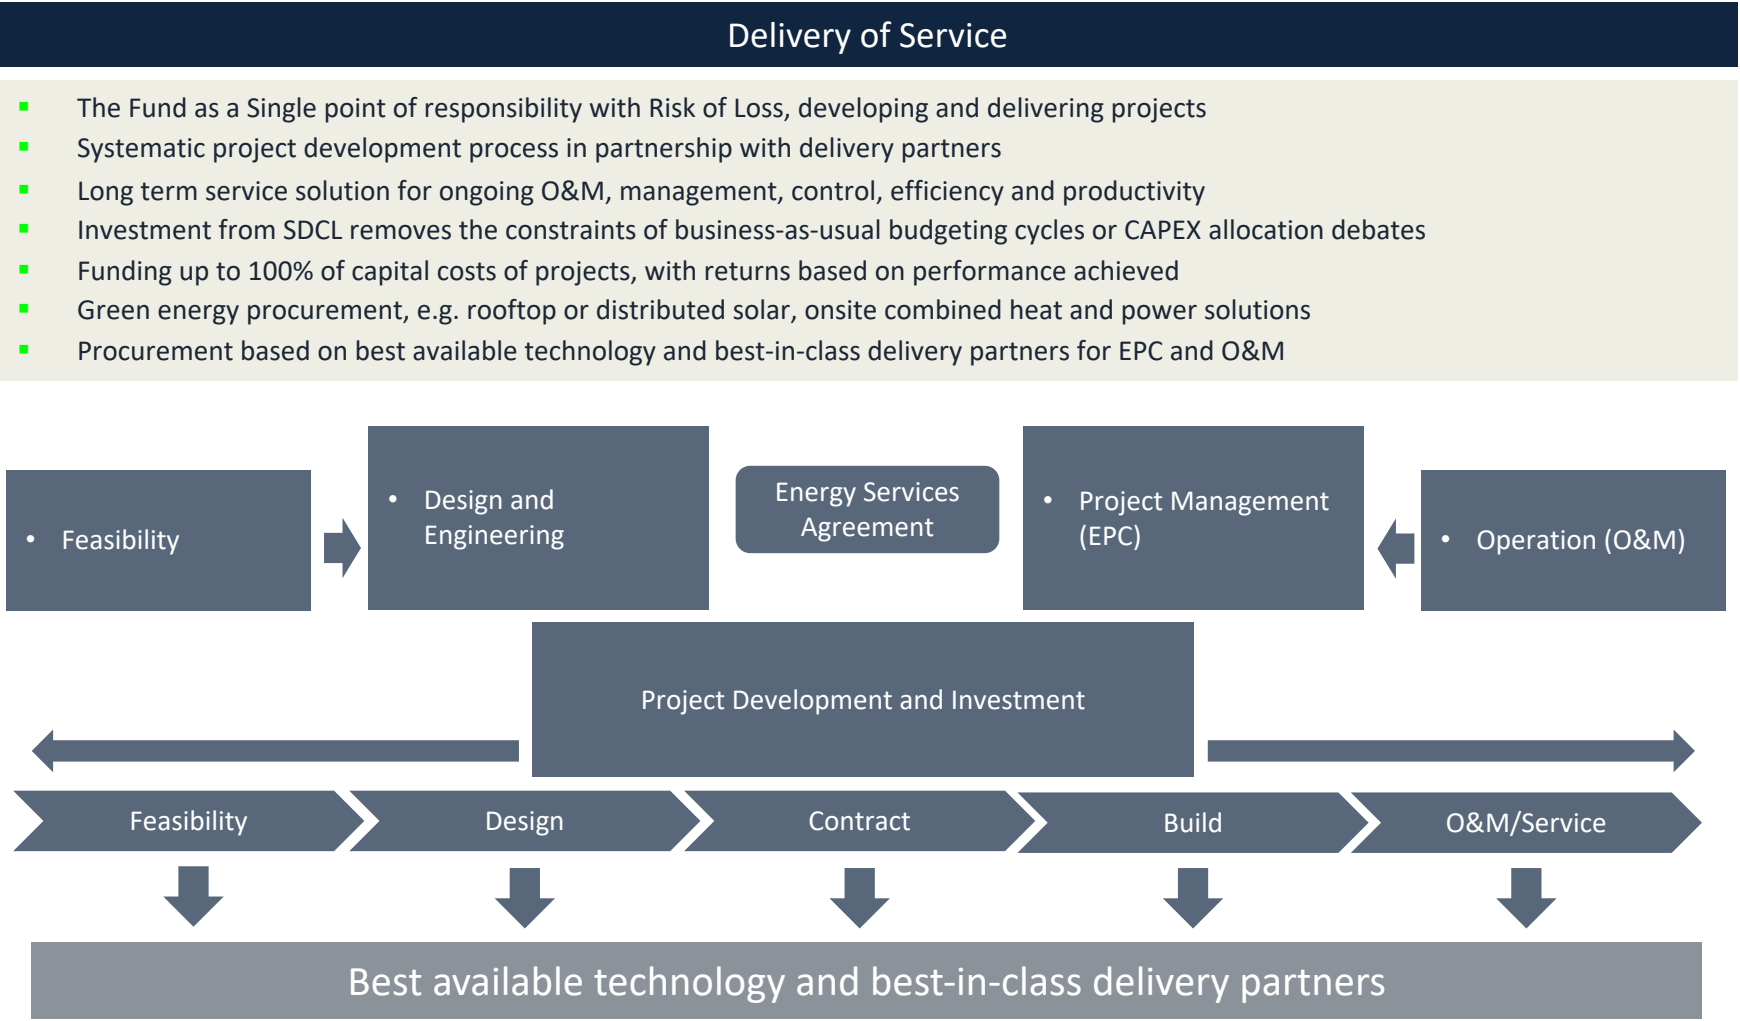 Delivery of Service
▪ The Fund as a Single point of responsibility with Risk of Loss, developing and delivering projects
▪ Systematic project development process in partnership with delivery partners
▪ Long term service solution for ongoing O&M, management, control, efficiency and productivity
▪ Investment from SDCL removes the constraints of business-as-usual budgeting cycles or CAPEX allocation debates
▪ Funding up to 100% of capital costs of projects, with returns based on performance achieved
▪ Green energy procurement, e.g. rooftop or distributed solar, onsite combined heat and power solutions
▪ Procurement based on best available technology and best-in-class delivery partners for EPC and O&M
• Feasibility
• Design and
Engineering
Energy Services
Agreement
• Project Management
(EPC)
• Operation (O&M)
Project Development and Investment
Feasibility
Design
Contract
Build
O&M/Service
Best available technology and best-in-class delivery partners